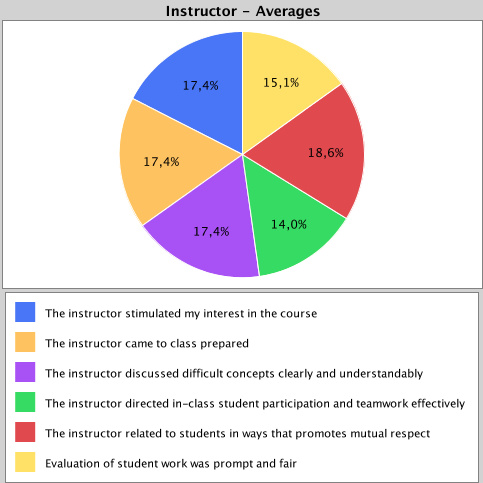 Instructor - Averages
17,4%
15,1%
17,4%
18,6%
17,4%
14,0%
The instructor stimulated my interest in the course
The instructor came to class prepared
The instructor discussed difficult concepts clearly and understandably
The instructor directed in-class student participation and teamwork effectively
The instructor related to students in ways that promotes mutual respect
Evaluation of student work was prompt and fair